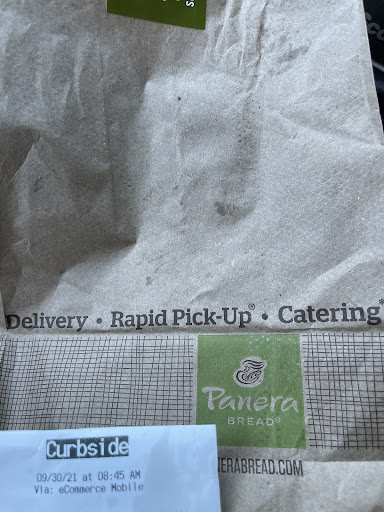 Delivery • Rapid Pick-Up® • Catering*
Panera
BREAD®
NERABREAD.COM
Curbside
09/30/21 at 08:45 AM
Via: eCommerce Mobile